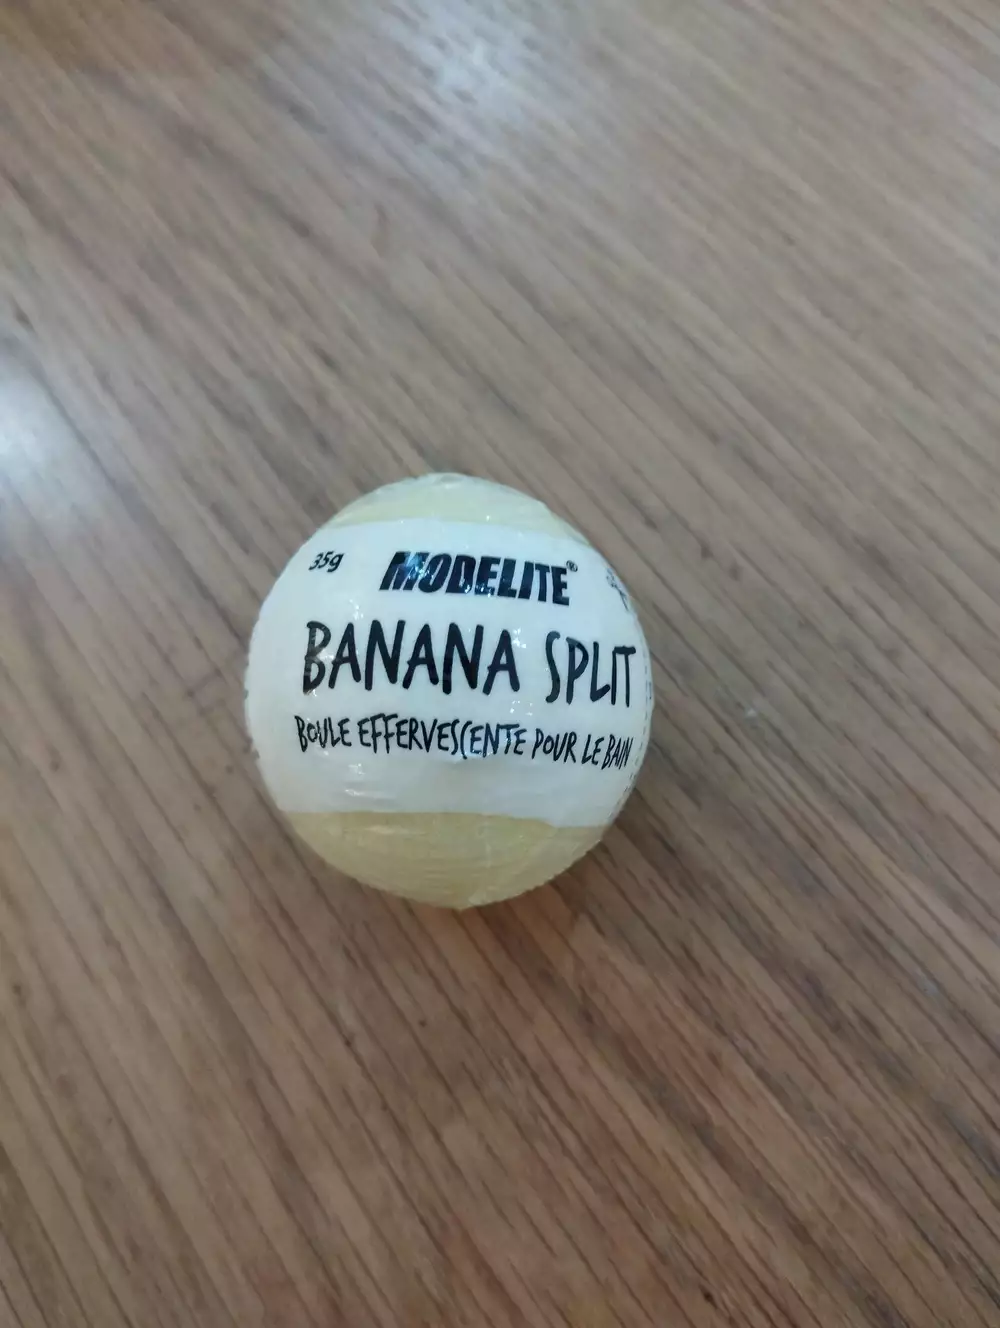 35g
MODELITE®
BANANA SPLIT
BOULE EFFERVESCENTE POUR LE BAIN